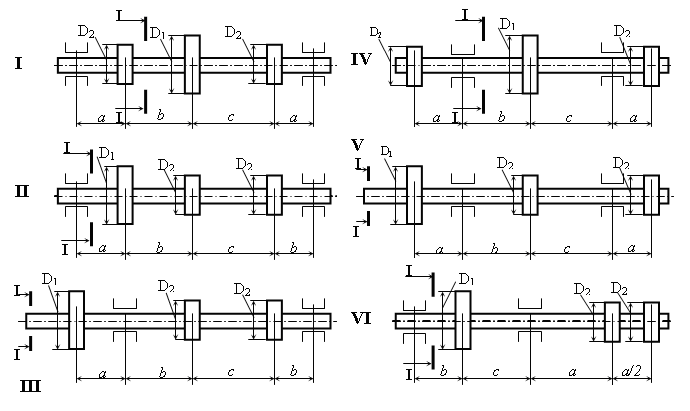 I
D₂ D₁ D₂
I
I
a b c a
IV
D₂ D₁ D₂
I
I
a b c a
II
I
D₁ D₂ D₂
I
a b c b
V
I
D₁ D₂ D₂
I
a b c a
III
I
D₁ D₂ D₂
I
a b c b
VI
I
D₁ D₂ D₂
I
b c a a/2